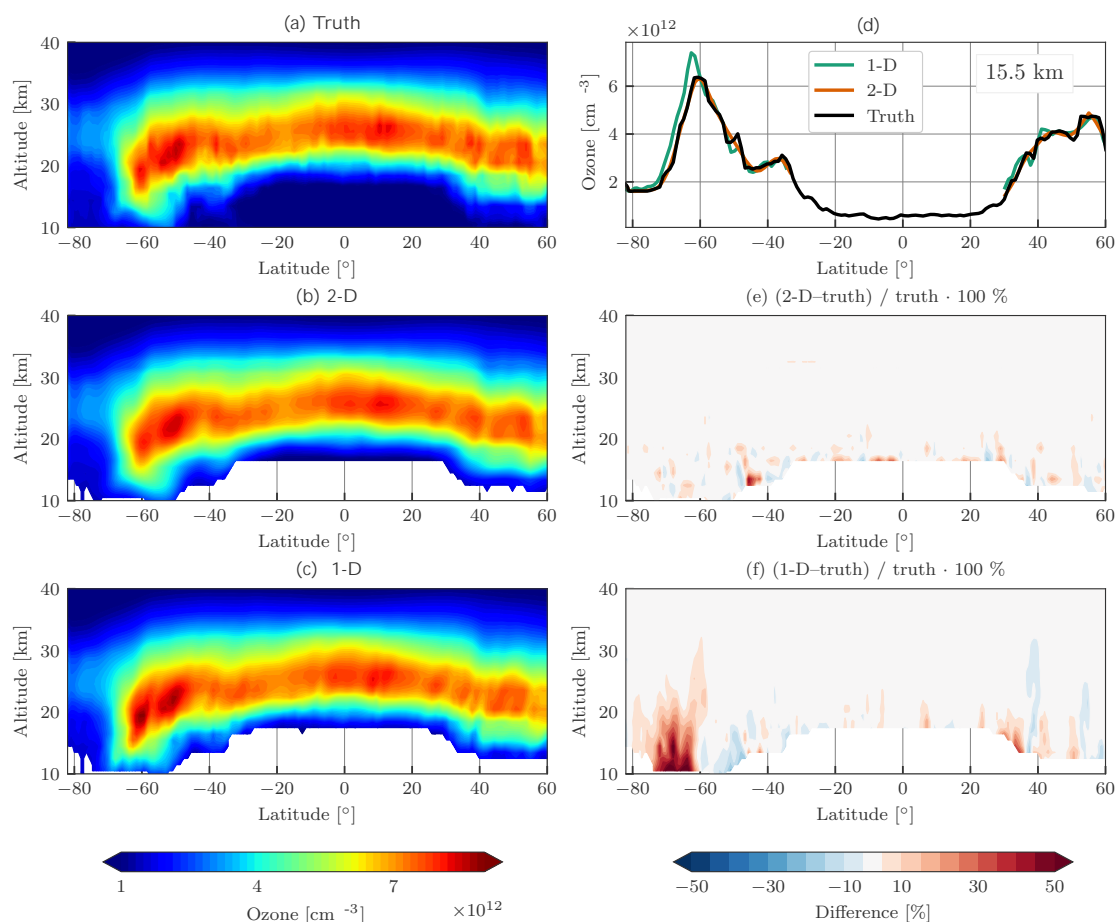 (a) Truth
40
30
20
10
Altitude [km]
−80 −60 −40 −20 0 20 40 60
Latitude [°]
(d)
×10¹²
6
4
2
Ozone [cm ⁻³]
1-D
2-D
Truth
15.5 km
−80 −60 −40 −20 0 20 40 60
Latitude [°]
(b) 2-D
40
30
20
10
Altitude [km]
−80 −60 −40 −20 0 20 40 60
Latitude [°]
(e) (2-D–truth) / truth · 100 %
40
30
20
10
Altitude [km]
−80 −60 −40 −20 0 20 40 60
Latitude [°]
(c) 1-D
40
30
20
10
Altitude [km]
−80 −60 −40 −20 0 20 40 60
Latitude [°]
(f) (1-D–truth) / truth · 100 %
40
30
20
10
Altitude [km]
−80 −60 −40 −20 0 20 40 60
Latitude [°]
1 4 7
Ozone [cm ⁻³] ×10¹²
−50 −30 −10 10 30 50
Difference [%]